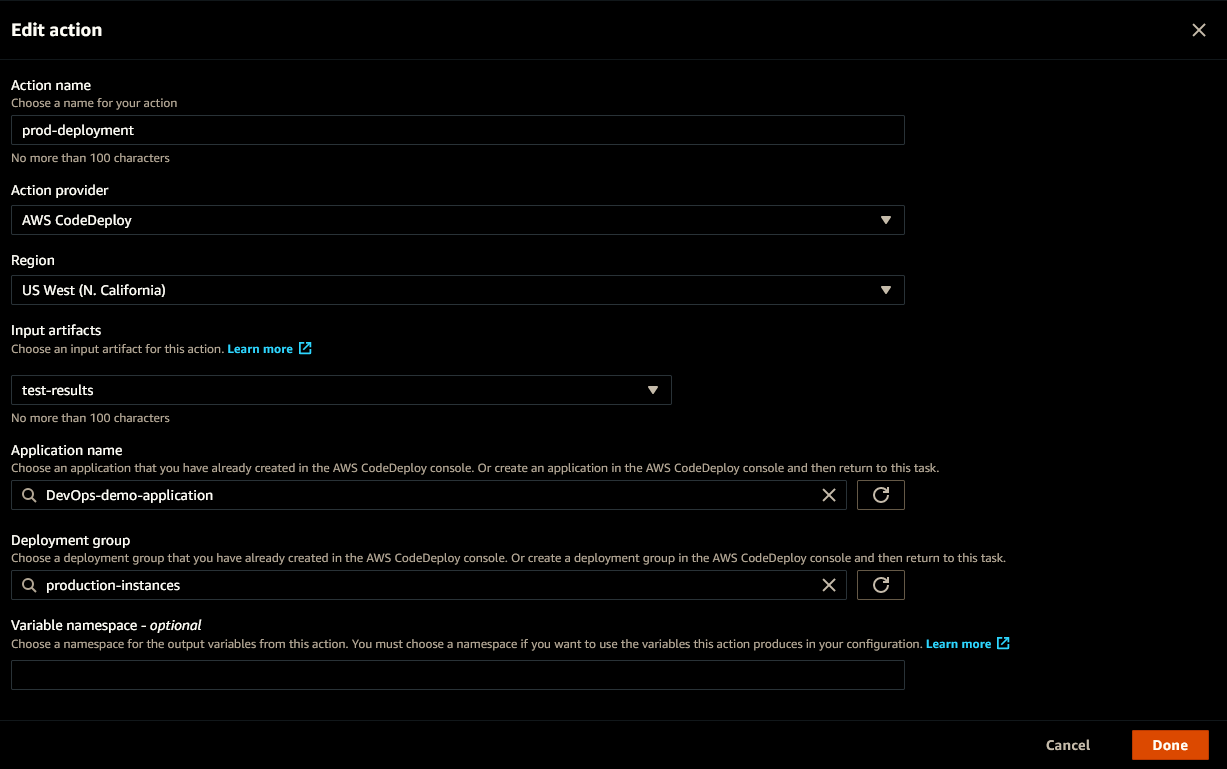 Edit action
Action name
Choose a name for your action
prod-deployment
No more than 100 characters
Action provider
AWS CodeDeploy
Region
US West (N. California)
Input artifacts
Choose an input artifact for this action. Learn more
test-results
No more than 100 characters
Application name
Choose an application that you have already created in the AWS CodeDeploy console. Or create an application in the AWS CodeDeploy console and then return to this task.
DevOps-demo-application
Deployment group
Choose a deployment group that you have already created in the AWS CodeDeploy console. Or create a deployment group in the AWS CodeDeploy console and then return to this task.
production-instances
Variable namespace - optional
Choose a namespace for the output variables from this action. You must choose a namespace if you want to use the variables this action produces in your configuration. Learn more
Cancel Done